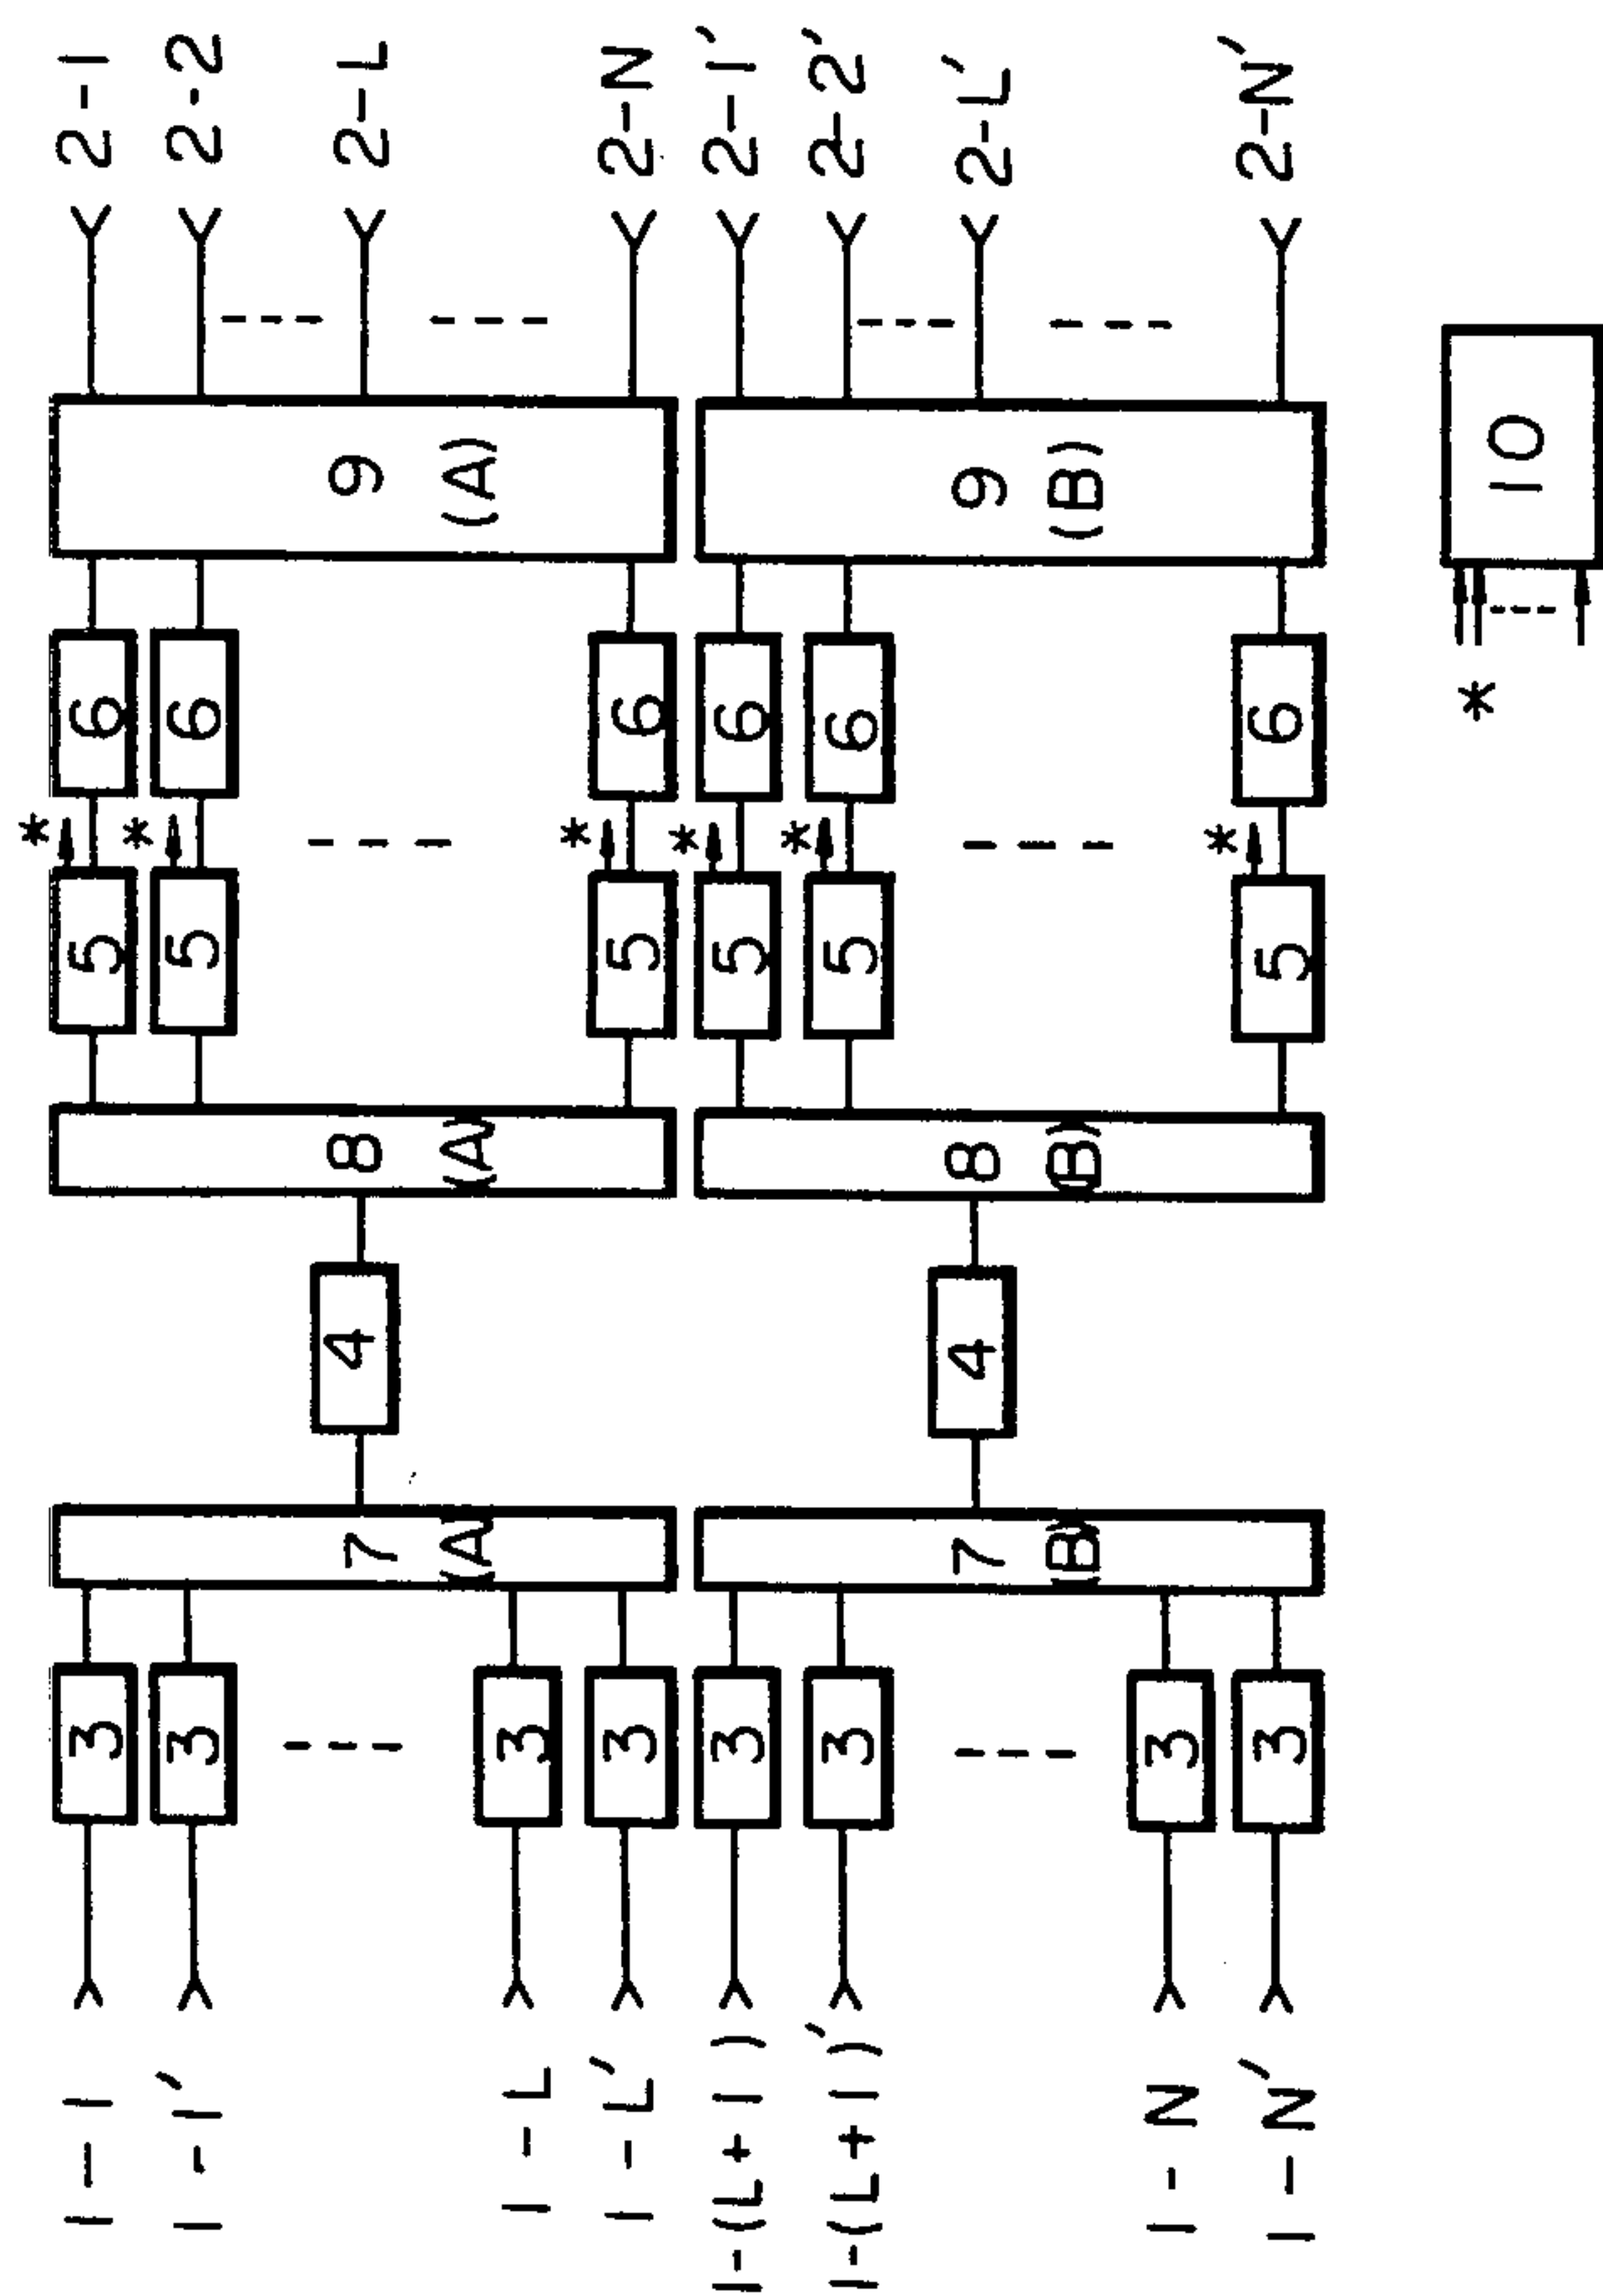 1-1 3 5 * 6 2-1
1-1' 3 5 * 6 2-2
7 4 8 9 2-L
(A) (A) (A)
1-L 3
1-L' 3 5 * 6 2-N
1-(L+1) 3 5 * 6 2-1'
1-(L+1)' 3 5 * 6 2-2'
7 4 8 9 2-L'
(B) (B) (B)
1-N 3
1-N' 3 5 * 6 2-N'
* 10